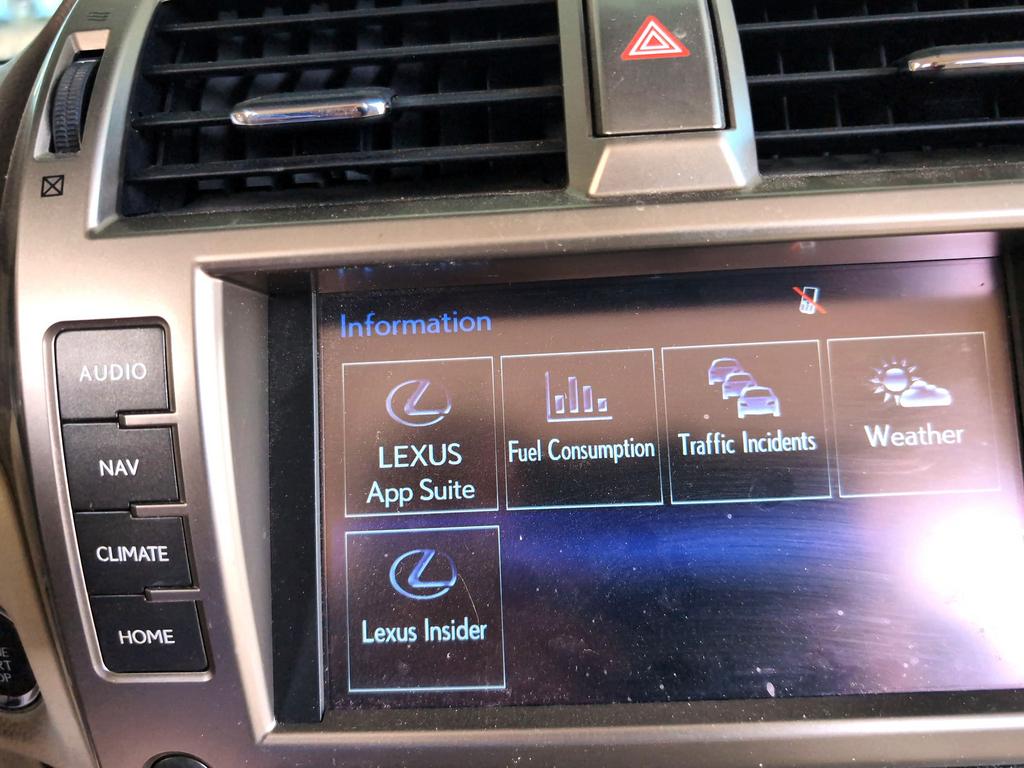 Information
AUDIO
NAV
CLIMATE
HOME
LEXUS
App Suite
Fuel Consumption
Traffic Incidents
Weather
Lexus Insider